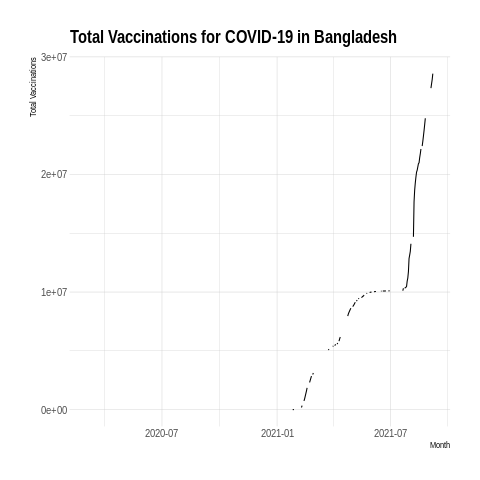 Total Vaccinations for COVID-19 in Bangladesh
Total Vaccinations
3e+07
2e+07
1e+07
0e+00
2020-07
2021-01
2021-07
Month